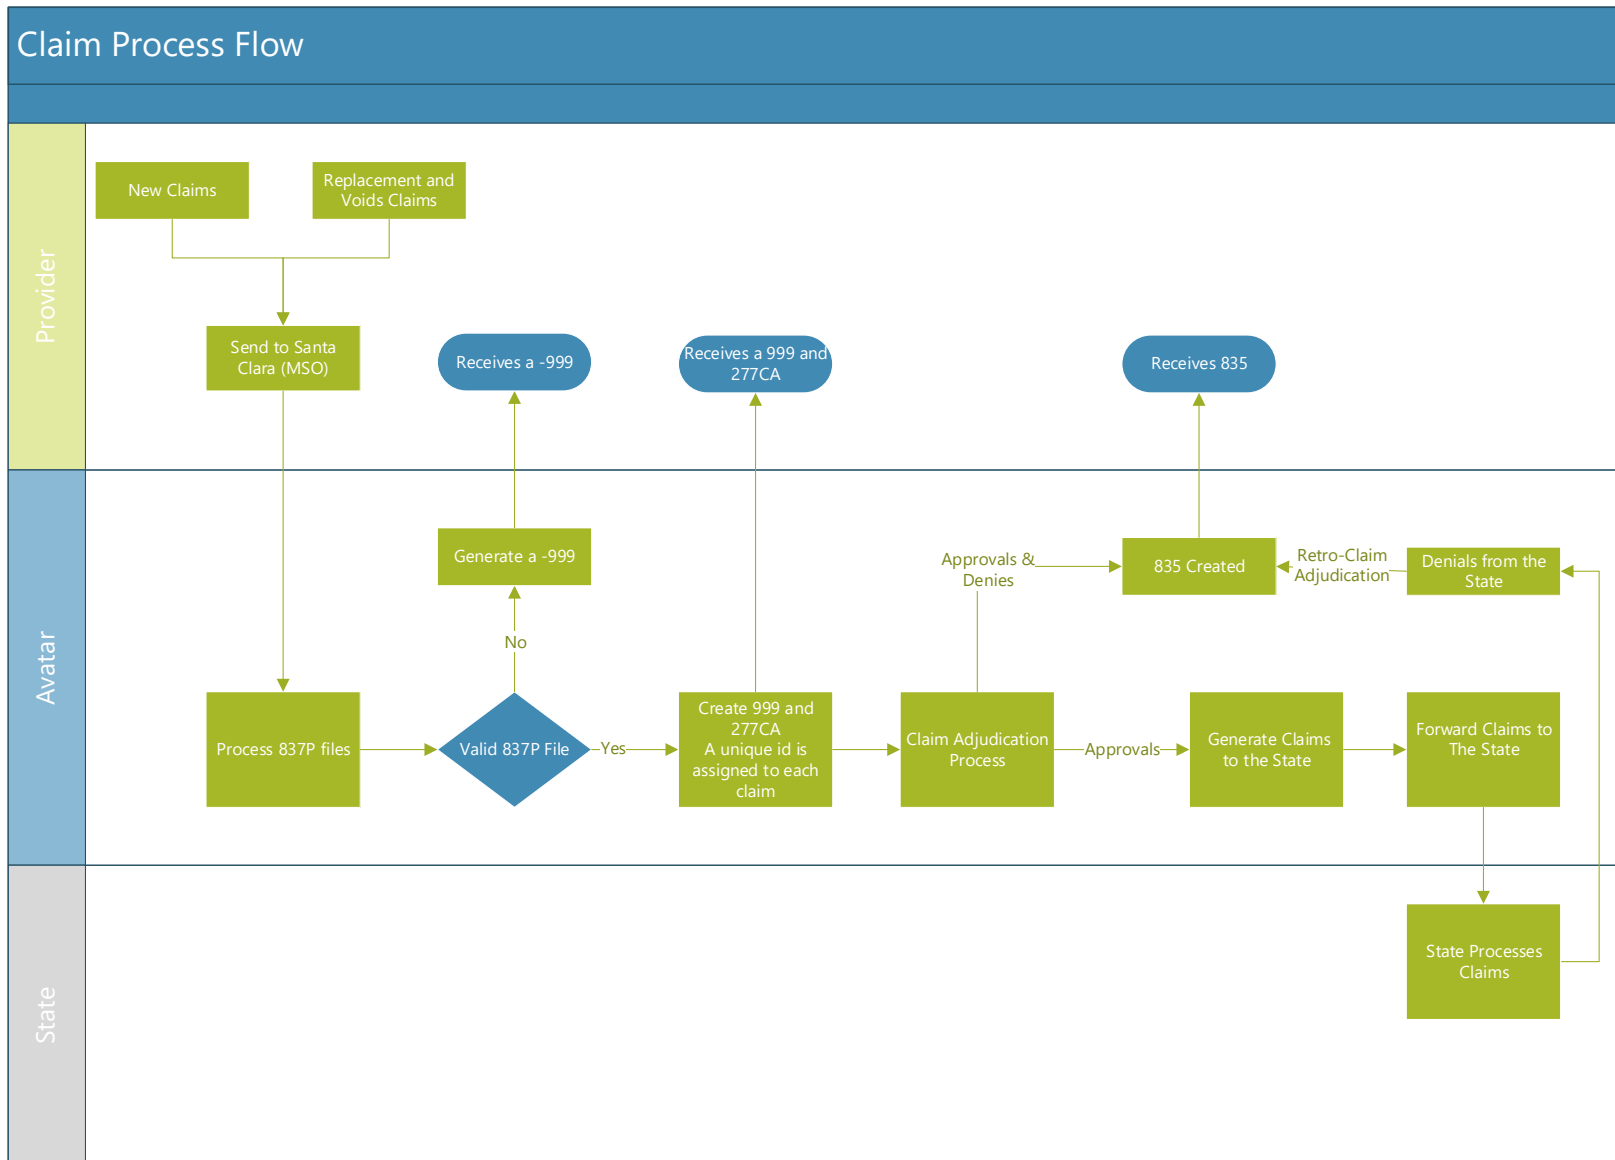 Claim Process Flow
Provider
New Claims
Replacement and
Voids Claims
Send to Santa
Clara (MSO)
Receives a -999
Receives a 999 and
277CA
Receives 835
Avatar
Generate a -999
Approvals &
Denies
835 Created
Retro-Claim
Adjudication
Denials from the
State
No
Process 837P files
Valid 837P File
Yes
Create 999 and
277CA
A unique id is
assigned to each
claim
Claim Adjudication
Process
Approvals
Generate Claims
to the State
Forward Claims to
The State
State
State Processes
Claims